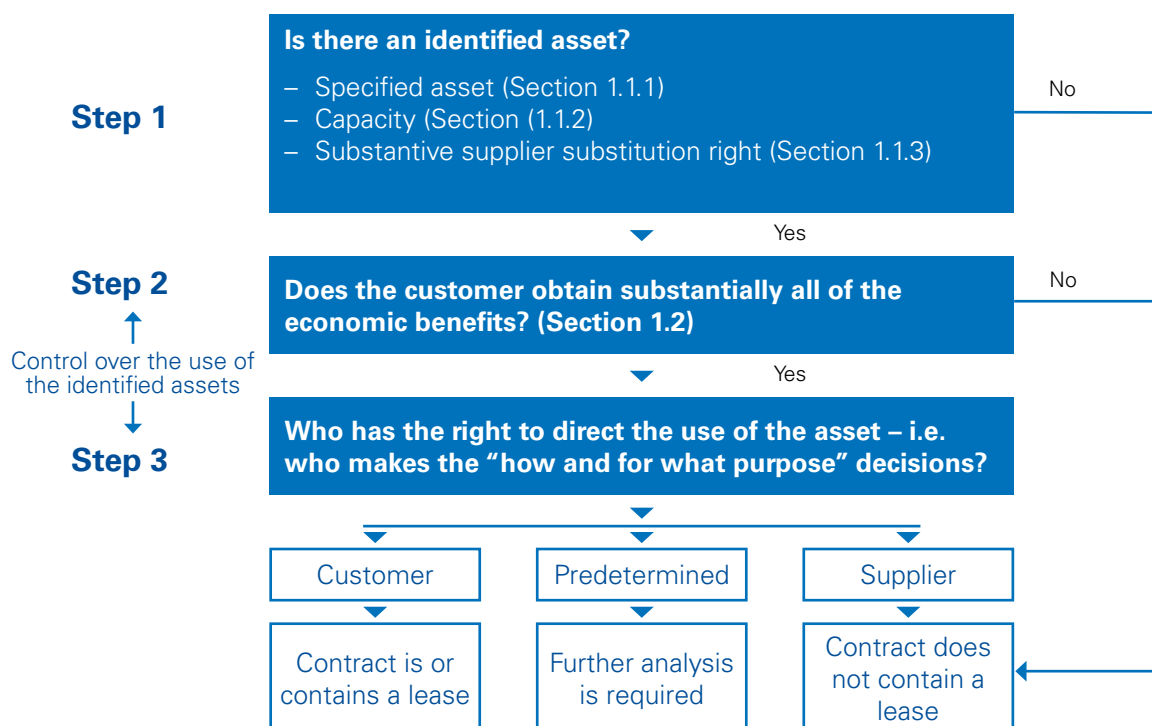 Step 1
Is there an identified asset?
– Specified asset (Section 1.1.1)
– Capacity (Section (1.1.2)
– Substantive supplier substitution right (Section 1.1.3)
No
Yes
Step 2
Does the customer obtain substantially all of the
economic benefits? (Section 1.2)
No
Control over the use of
the identified assets
Yes
Step 3
Who has the right to direct the use of the asset – i.e.
who makes the “how and for what purpose” decisions?
Customer
Predetermined
Supplier
Contract is or
contains a lease
Further analysis
is required
Contract does
not contain a
lease